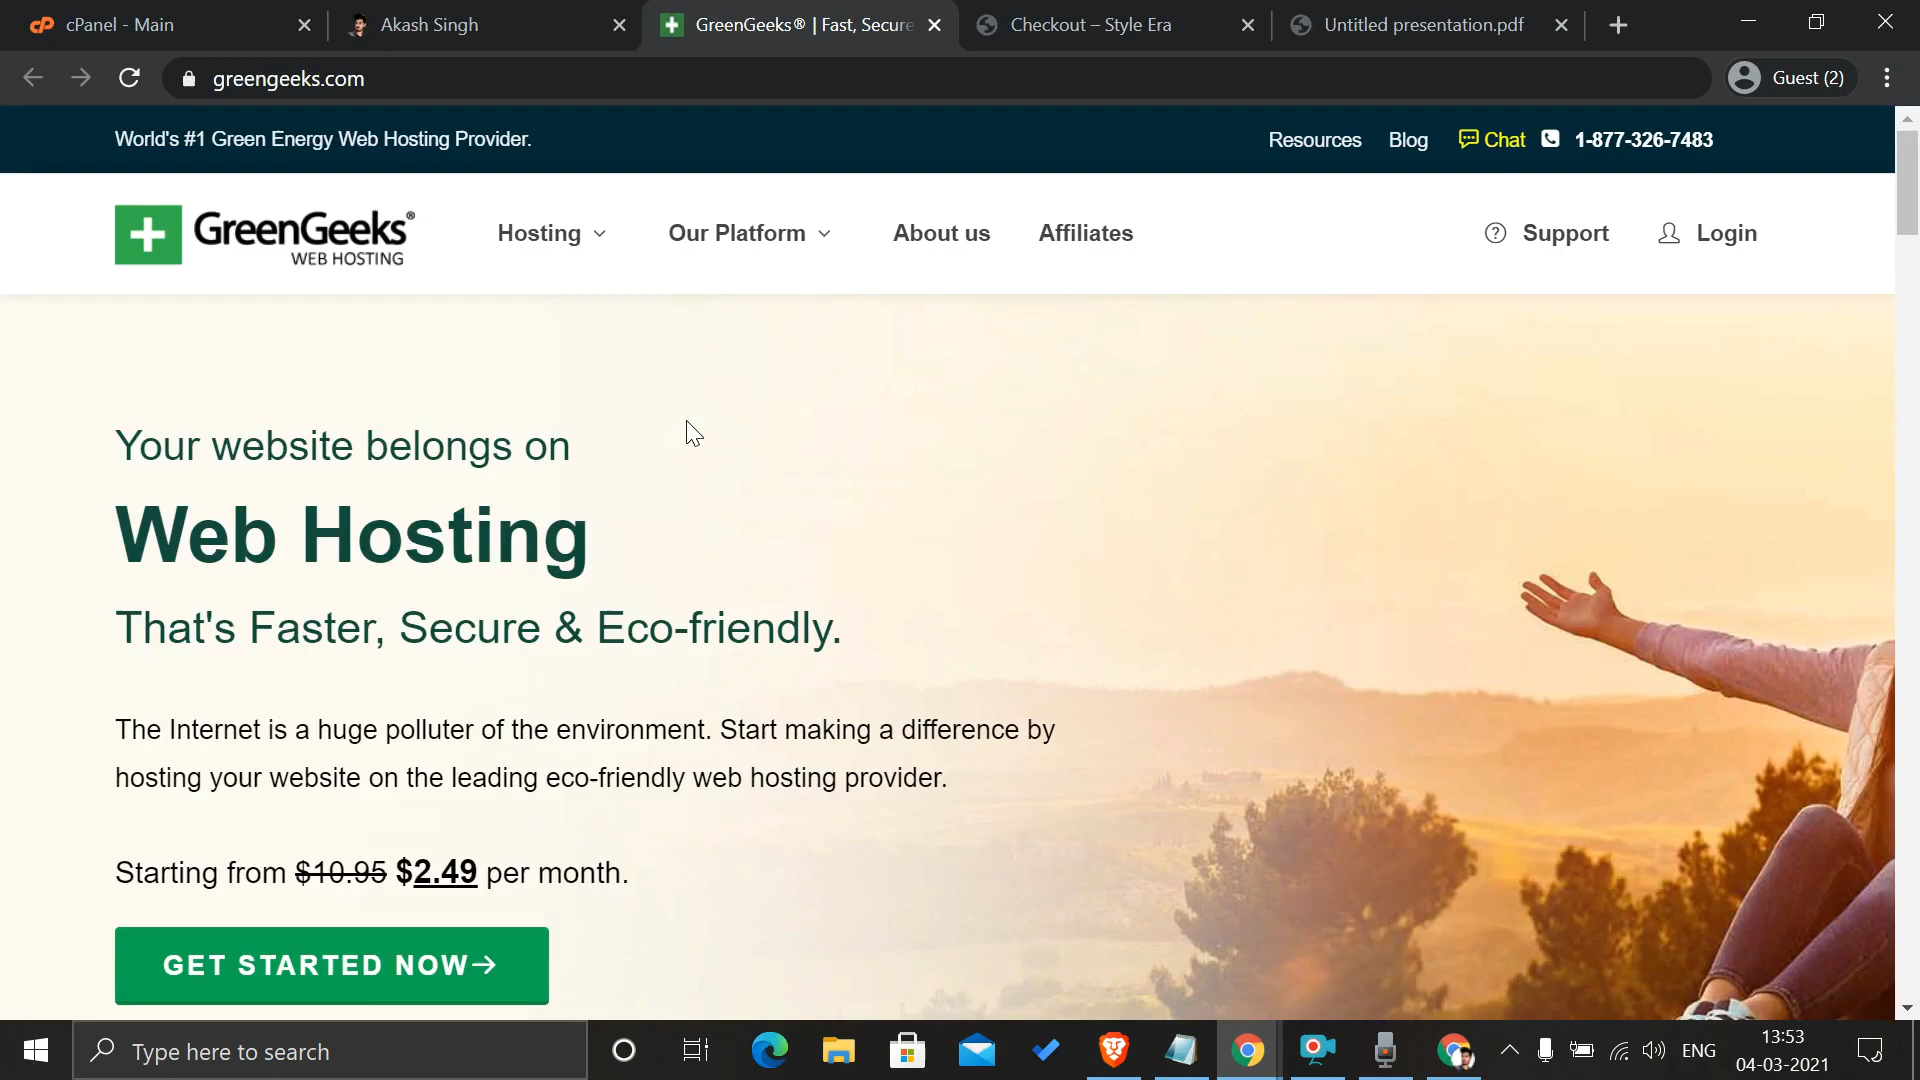 cPanel - Main
Akash Singh
GreenGeeks® | Fast, Secure
Checkout – Style Era
Untitled presentation.pdf
greengeeks.com
Guest (2)
World's #1 Green Energy Web Hosting Provider.
Resources
Blog
Chat
1-877-326-7483
GreenGeeks®
WEB HOSTING
Hosting
Our Platform
About us
Affiliates
Support
Login
Your website belongs on
Web Hosting
That's Faster, Secure & Eco-friendly.
The Internet is a huge polluter of the environment. Start making a difference by
hosting your website on the leading eco-friendly web hosting provider.
Starting from $10.95 $2.49 per month.
GET STARTED NOW→
Type here to search
ENG
13:53
04-03-2021